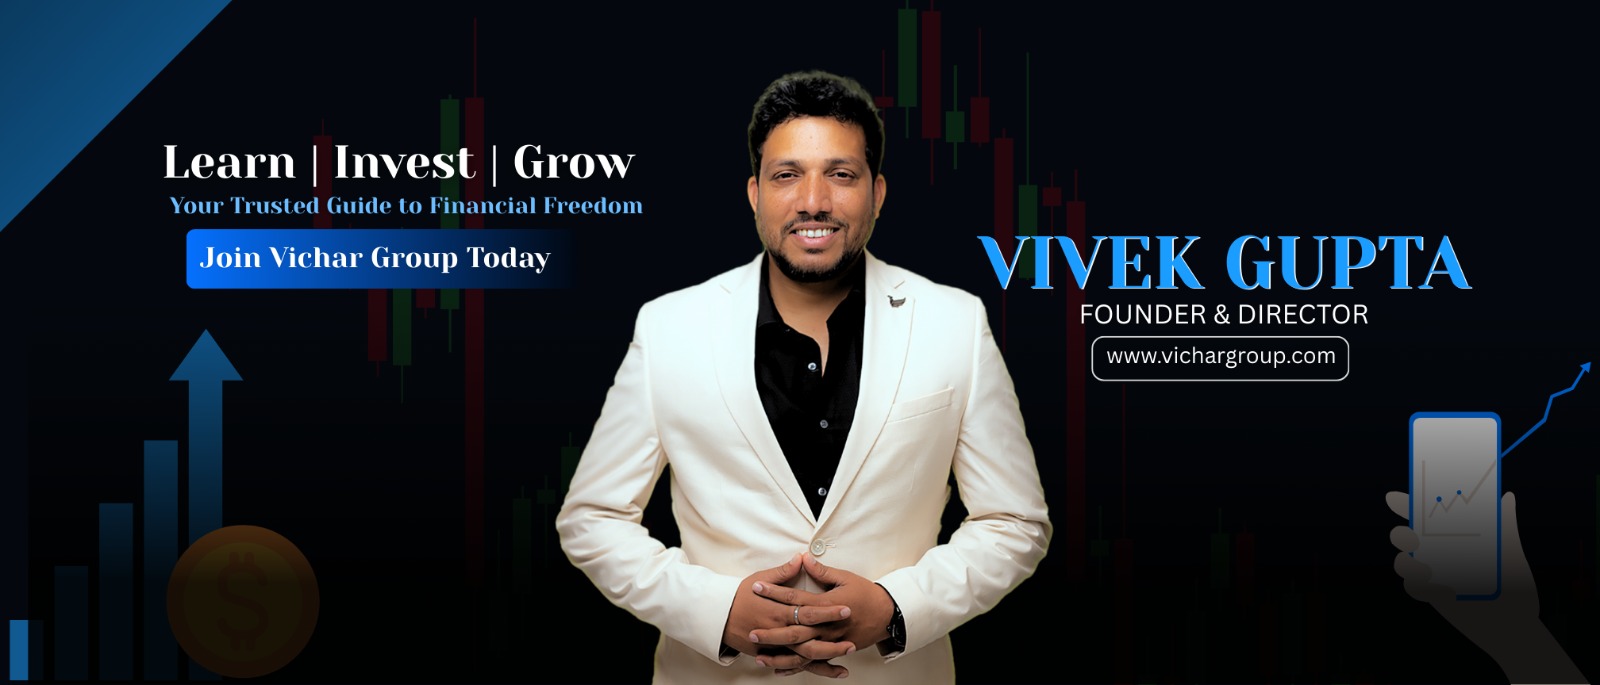 Learn | Invest | Grow
Your Trusted Guide to Financial Freedom
Join Vichar Group Today
VIVEK GUPTA
FOUNDER & DIRECTOR
www.vichargroup.com
$